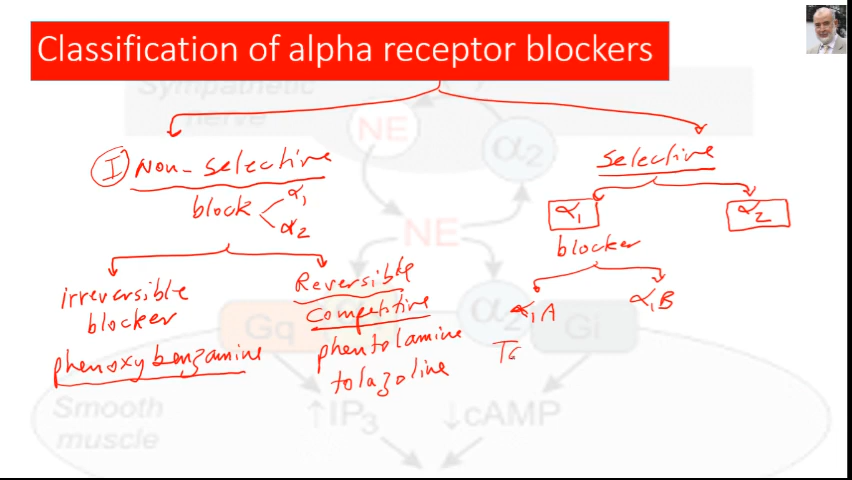 Classification of alpha receptor blockers
Sympathetic
nerve
NE
α2
NE
Gq
α2
Gi
↑IP3
↓cAMP
Smooth
muscle
I Non-selective
block
α1
α2
irreversible
blocker
phenoxybenzamine
Reversible
Competitive
phentolamine
tolazoline
Selective
α1
α2
blocker
α1A
α1B